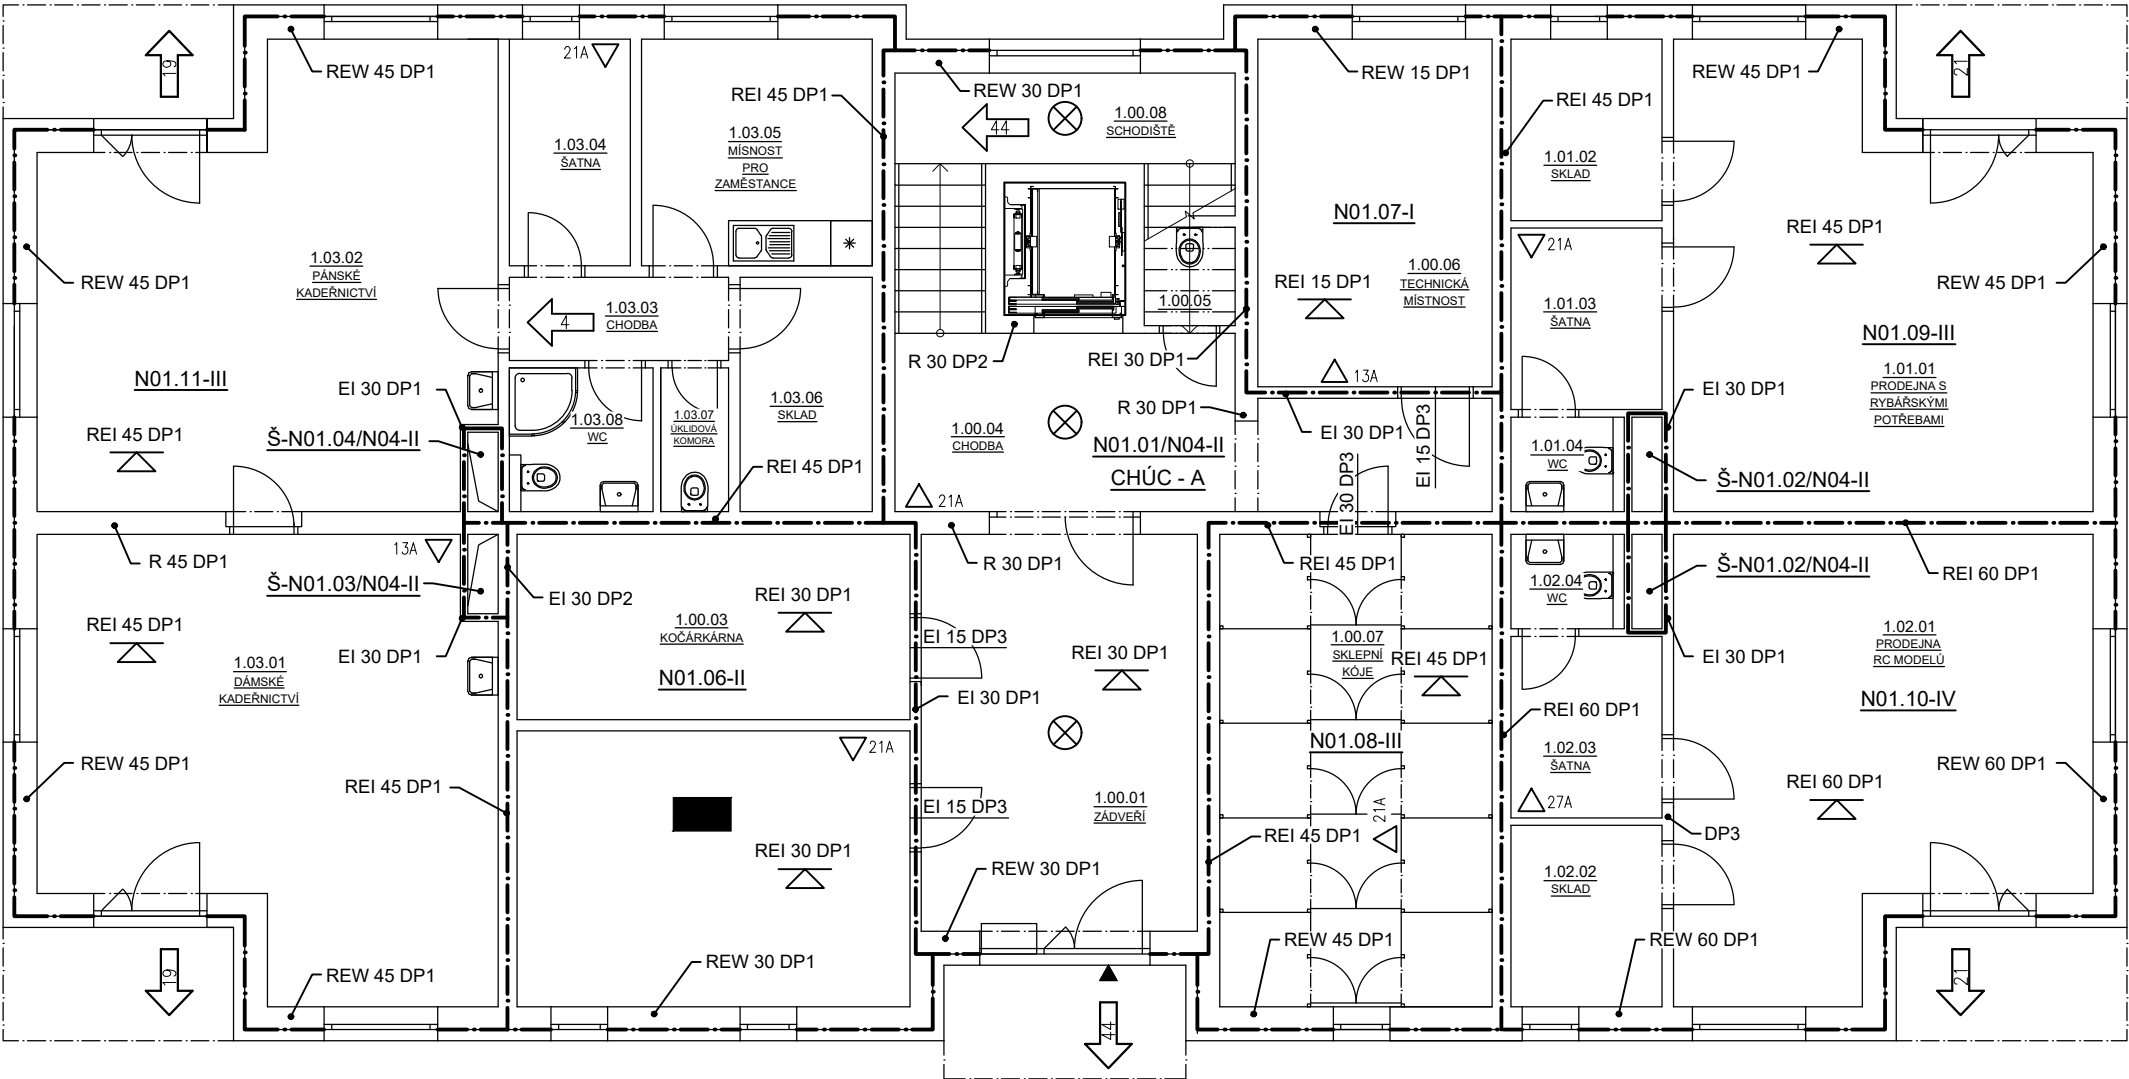 19
REW 45 DP1
21A
REI 45 DP1
REW 30 DP1
44
1.00.08
SCHODIŠTĚ
REW 15 DP1
REI 45 DP1
REW 45 DP1
21
1.03.04
ŠATNA
1.03.05
MÍSNOST
PRO
ZAMĚSTANCE
1.01.02
SKLAD
N01.07-I
REI 45 DP1
21A
REW 45 DP1
1.03.02
PÁNSKÉ
KADEŘNICTVÍ
REW 45 DP1
REI 15 DP1
1.00.06
TECHNICKÁ
MÍSTNOST
1.03.03
CHODBA
4
1.00.05
1.01.03
ŠATNA
N01.09-III
1.01.01
PRODEJNA S
RYBÁŘSKÝMI
POTŘEBAMI
R 30 DP2
REI 30 DP1
13A
N01.11-III
EI 30 DP1
EI 30 DP1
1.03.06
SKLAD
1.03.07
ÚKLIDOVÁ
KOMORA
1.03.08
WC
R 30 DP1
EI 30 DP1
EI 15 DP3
EI 30 DP3
REI 45 DP1
Š-N01.04/N04-II
1.00.04
CHODBA
N01.01/N04-II
CHÚC - A
1.01.04
WC
REI 45 DP1
Š-N01.02/N04-II
21A
R 45 DP1
13A
R 30 DP1
REI 45 DP1
REI 60 DP1
Š-N01.03/N04-II
EI 30 DP2
REI 30 DP1
1.02.04
WC
Š-N01.02/N04-II
REI 45 DP1
1.00.03
KOČÁRKÁRNA
EI 15 DP3
1.00.07
SKLEPNÍ
KÓJE
1.02.01
PRODEJNA
RC MODELŮ
EI 30 DP1
1.03.01
DÁMSKÉ
KADEŘNICTVÍ
N01.06-II
REI 30 DP1
REI 45 DP1
EI 30 DP1
EI 30 DP1
REI 60 DP1
N01.10-IV
21A
N01.08-III
1.02.03
ŠATNA
REW 45 DP1
REI 45 DP1
REI 60 DP1
REW 60 DP1
EI 15 DP3
1.00.01
ZÁDVEŘÍ
21A
27A
REI 45 DP1
DP3
REI 30 DP1
REW 30 DP1
1.02.02
SKLAD
REW 45 DP1
REW 60 DP1
19
REW 45 DP1
REW 30 DP1
21
44